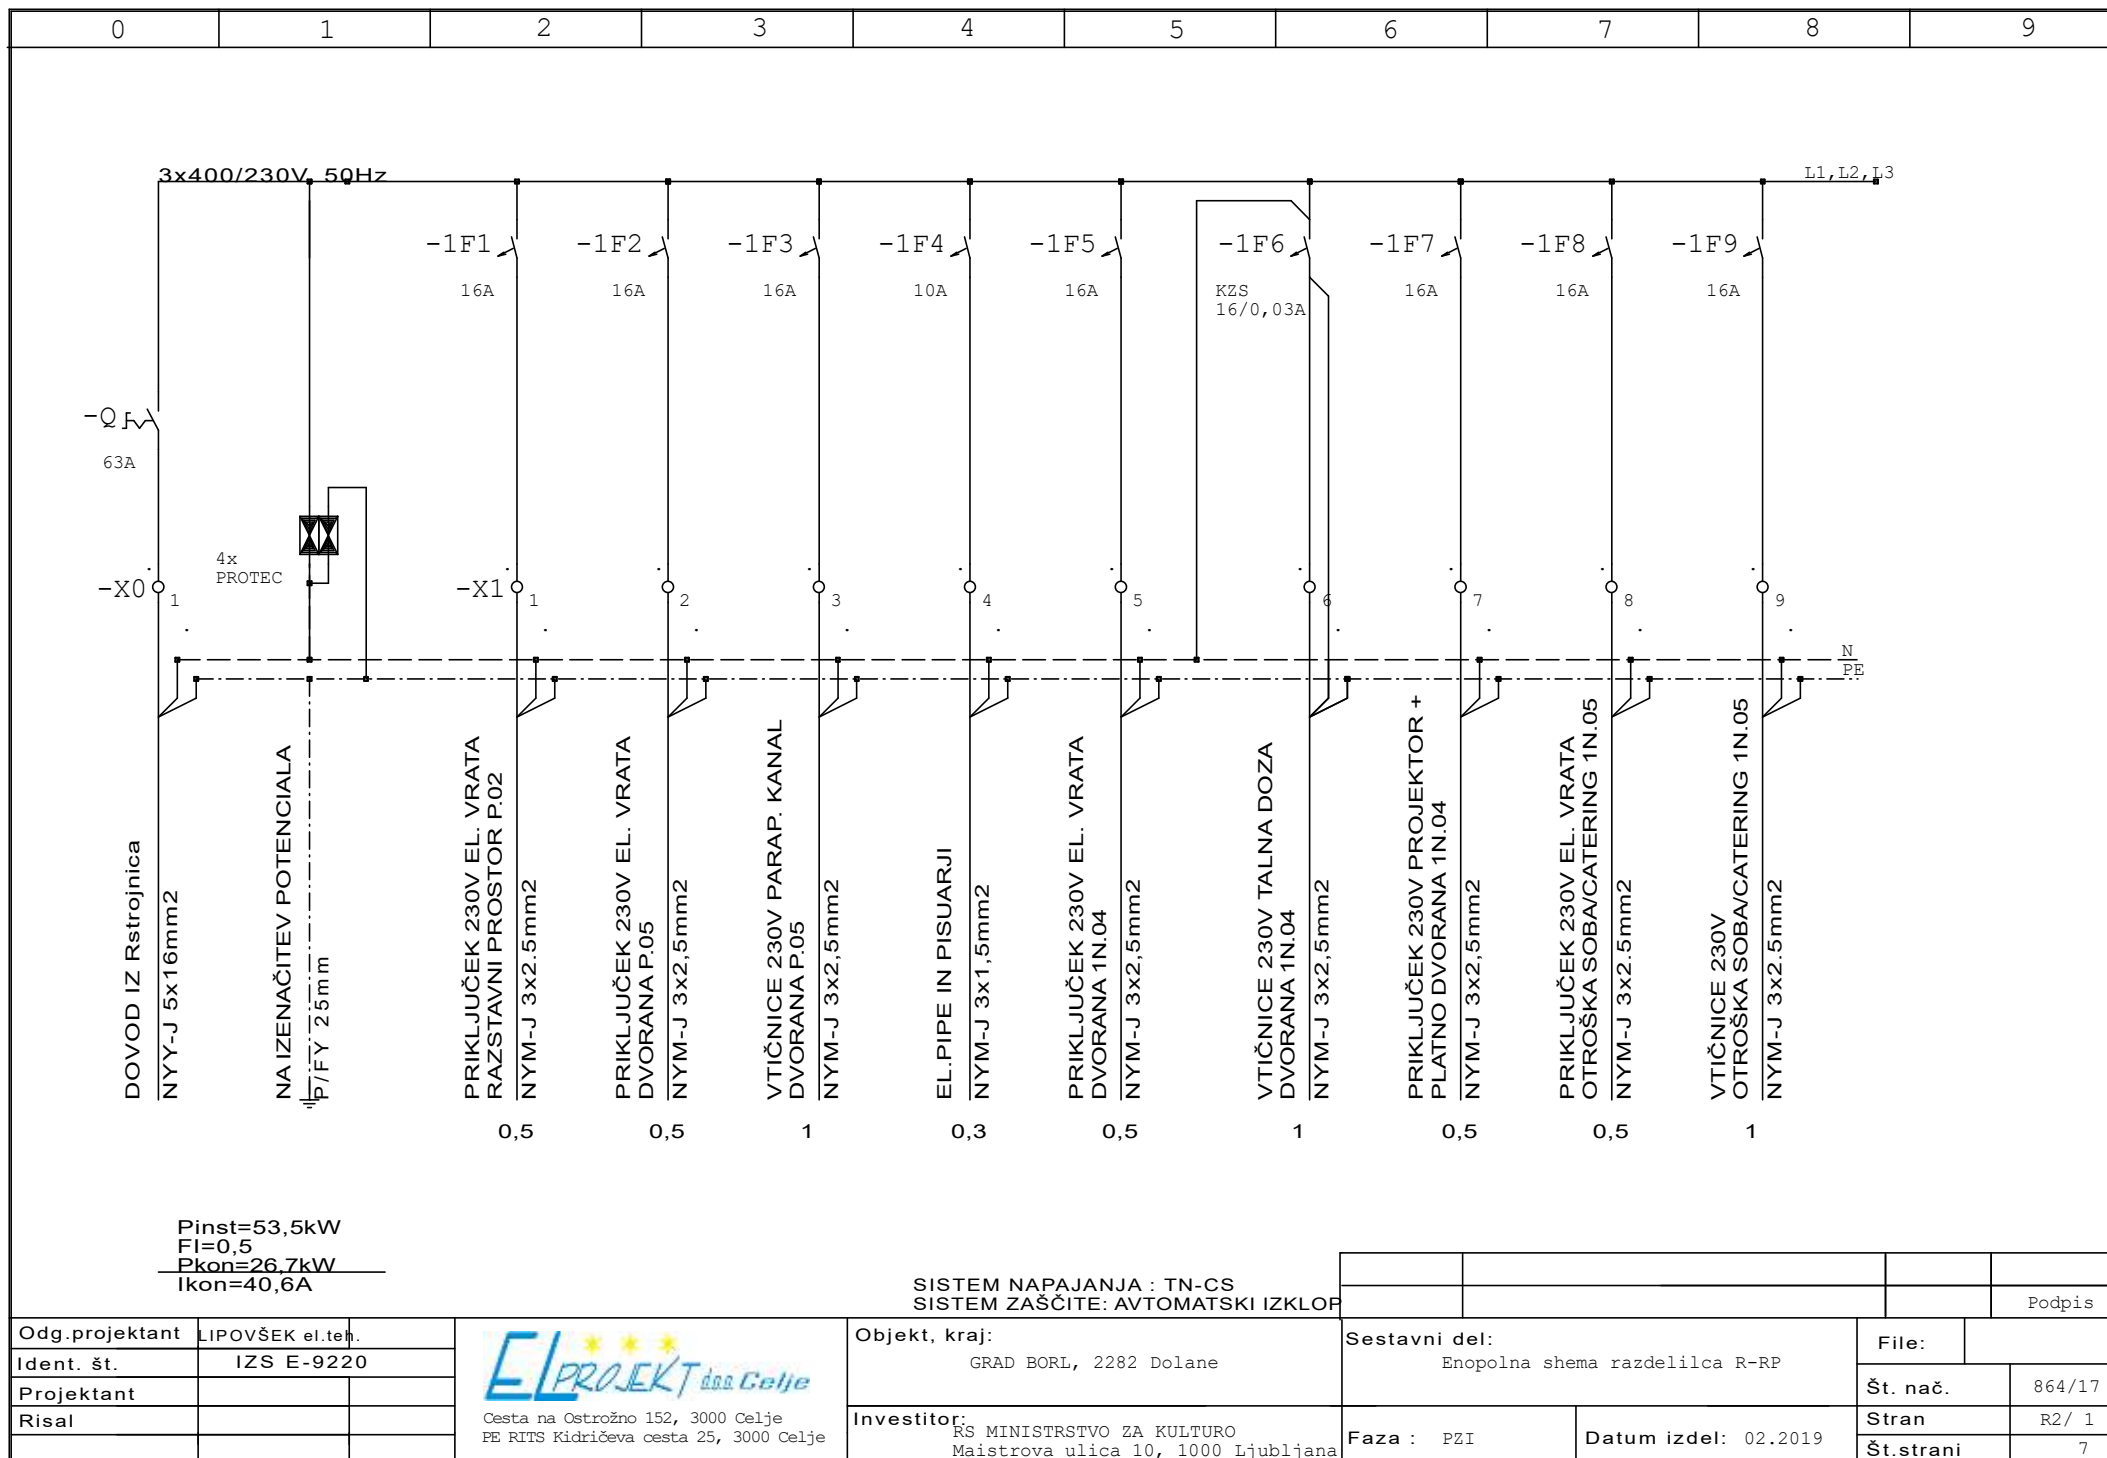 0 1 2 3 4 5 6 7 8 9
3x400/230V, 50Hz
L1,L2,L3
-1F1 -1F2 -1F3 -1F4 -1F5 -1F6 -1F7 -1F8 -1F9
16A 16A 16A 10A 16A KZS 16A 16A 16A
16/0,03A
-Q
63A
4x
PROTEC
-X0 1 -X1 1 2 3 4 5 6 7 8 9
N
PE
DOVOD IZ Rstrojnica
NYY-J 5x16mm2
NA IZENAČITEV POTENCIALA
P/FY 25mm
PRIKLJUČEK 230V EL. VRATA
RAZSTAVNI PROSTOR P.02
NYM-J 3x2.5mm2
PRIKLJUČEK 230V EL. VRATA
DVORANA P.05
NYM-J 3x2,5mm2
VTIČNICE 230V PARAP. KANAL
DVORANA P.05
NYM-J 3x2,5mm2
EL.PIPE IN PISUARJI
NYM-J 3x1,5mm2
PRIKLJUČEK 230V EL. VRATA
DVORANA 1N.04
NYM-J 3x2,5mm2
VTIČNICE 230V TALNA DOZA
DVORANA 1N.04
NYM-J 3x2,5mm2
PRIKLJUČEK 230V PROJEKTOR +
PLATNO DVORANA 1N.04
NYM-J 3x2,5mm2
PRIKLJUČEK 230V EL. VRATA
OTROŠKA SOBA/CATERING 1N.05
NYM-J 3x2.5mm2
VTIČNICE 230V
OTROŠKA SOBA/CATERING 1N.05
NYM-J 3x2.5mm2
0,5 0,5 1 0,3 0,5 1 0,5 0,5 1
Pinst=53,5kW
FI=0,5
Pkon=26,7kW
Ikon=40,6A
SISTEM NAPAJANJA : TN-CS
SISTEM ZAŠČITE: AVTOMATSKI IZKLOP
Podpis
Odg.projektant LIPOVŠEK el.teh.
Ident. št. IZS E-9220
Projektant
Risal
ELPROJEKT d.o.o. Celje
Cesta na Ostrožno 152, 3000 Celje
PE RITS Kidričeva cesta 25, 3000 Celje
Objekt, kraj:
GRAD BORL, 2282 Dolane
Investitor:
RS MINISTRSTVO ZA KULTURO
Maistrova ulica 10, 1000 Ljubljana
Sestavni del:
Enopolna shema razdelilca R-RP
Faza : PZI
Datum izdel: 02.2019
File:
Št. nač. 864/17
Stran R2/ 1
Št.strani 7